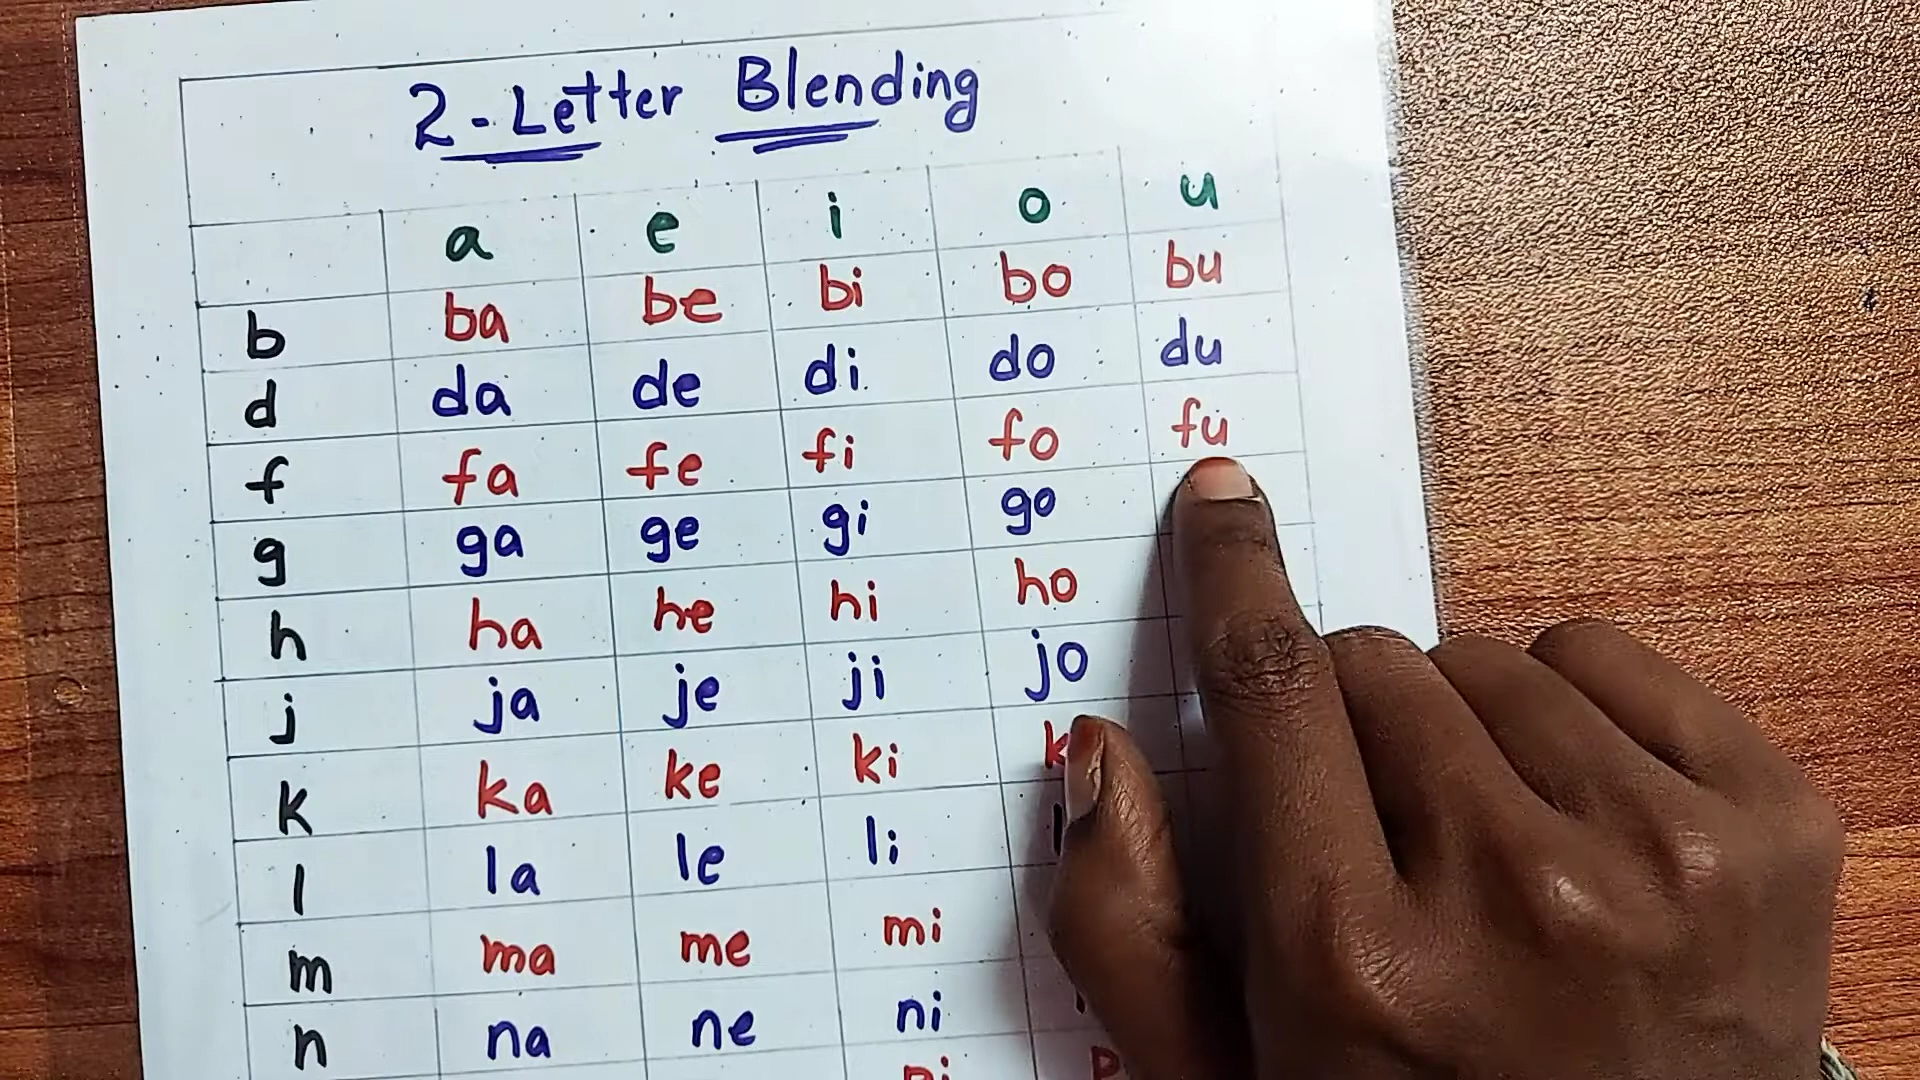 2-Letter Blending
a e i o u
b ba be bi bo bu
d da de di do du
f fa fe fi fo fu
g ga ge gi go
h ha he hi ho
j ja je ji jo
k ka ke ki
l la le li
m ma me mi
n na ne ni